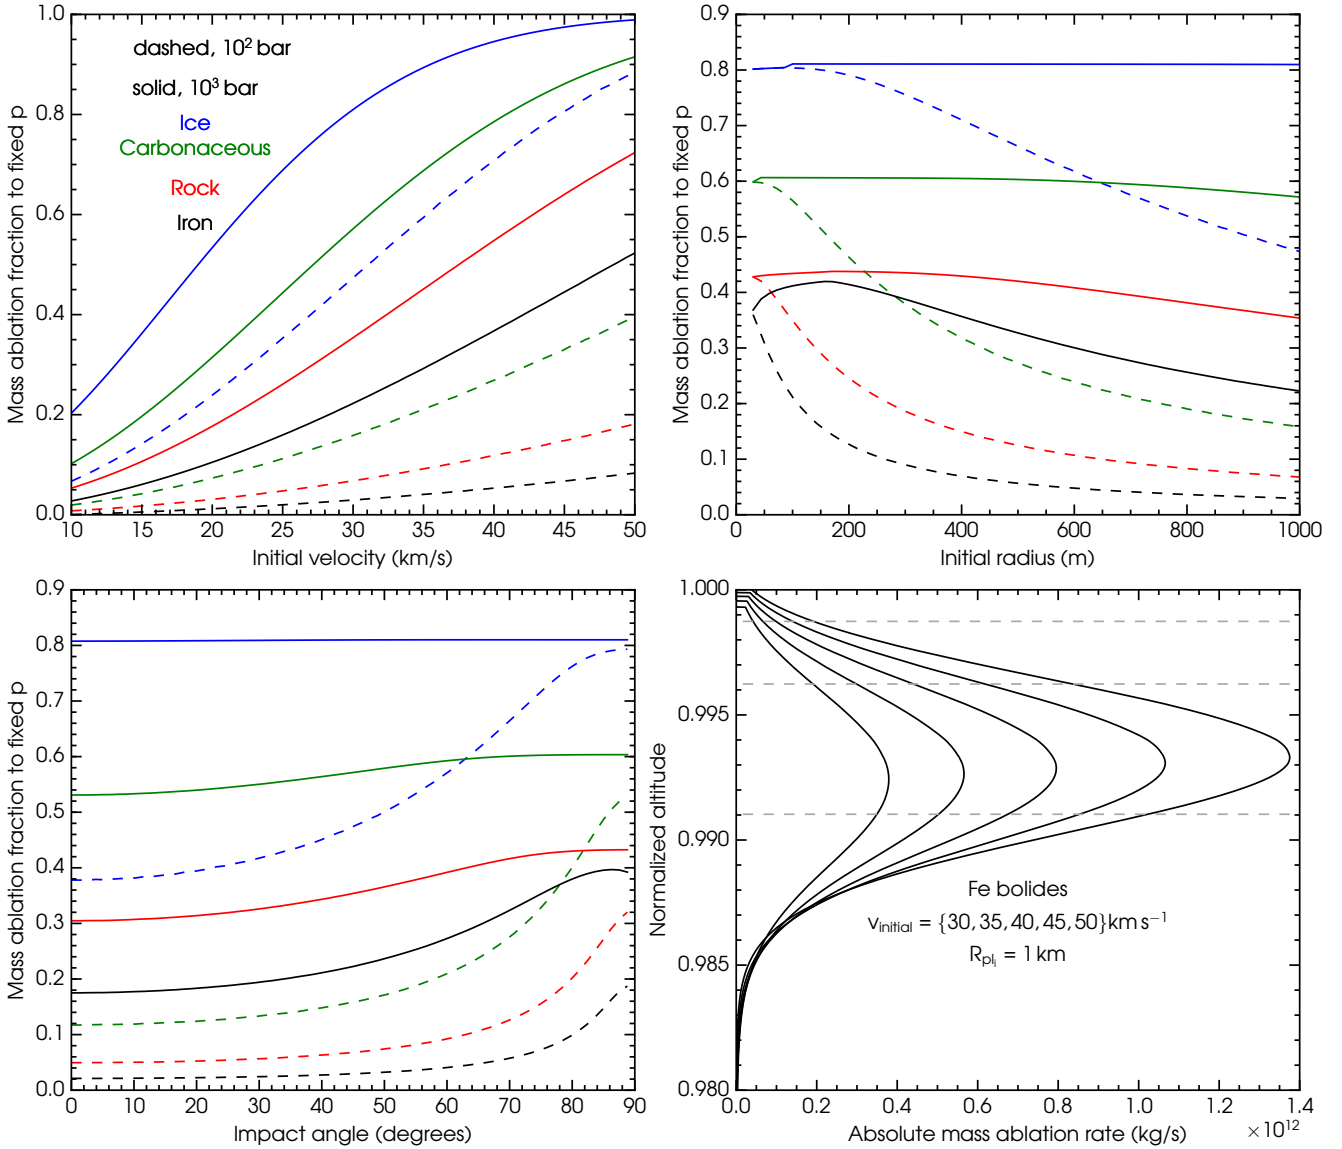 1.0
0.8
0.6
0.4
0.2
0.0
Mass ablation fraction to fixed p
dashed, 10² bar
solid, 10³ bar
Ice
Carbonaceous
Rock
Iron
10 15 20 25 30 35 40 45 50
Initial velocity (km/s)
0.9
0.8
0.7
0.6
0.5
0.4
0.3
0.2
0.1
0.0
Mass ablation fraction to fixed p
0 200 400 600 800 1000
Initial radius (m)
0.9
0.8
0.7
0.6
0.5
0.4
0.3
0.2
0.1
0.0
Mass ablation fraction to fixed p
0 10 20 30 40 50 60 70 80 90
Impact angle (degrees)
1.000
0.995
0.990
0.985
0.980
Normalized altitude
Fe bolides
v_initial = {30, 35, 40, 45, 50} km s⁻¹
R_pl_i = 1 km
0.0 0.2 0.4 0.6 0.8 1.0 1.2 1.4
Absolute mass ablation rate (kg/s) ×10¹²